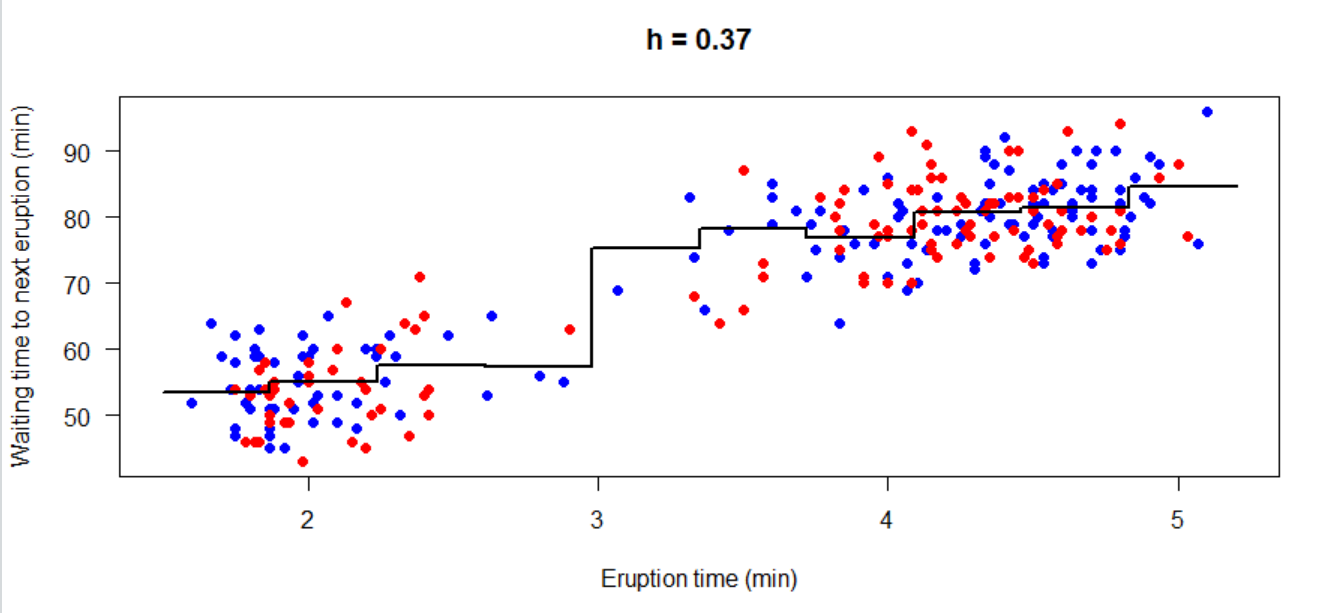 h = 0.37
Waiting time to next eruption (min)
90
80
70
60
50
2 3 4 5
Eruption time (min)